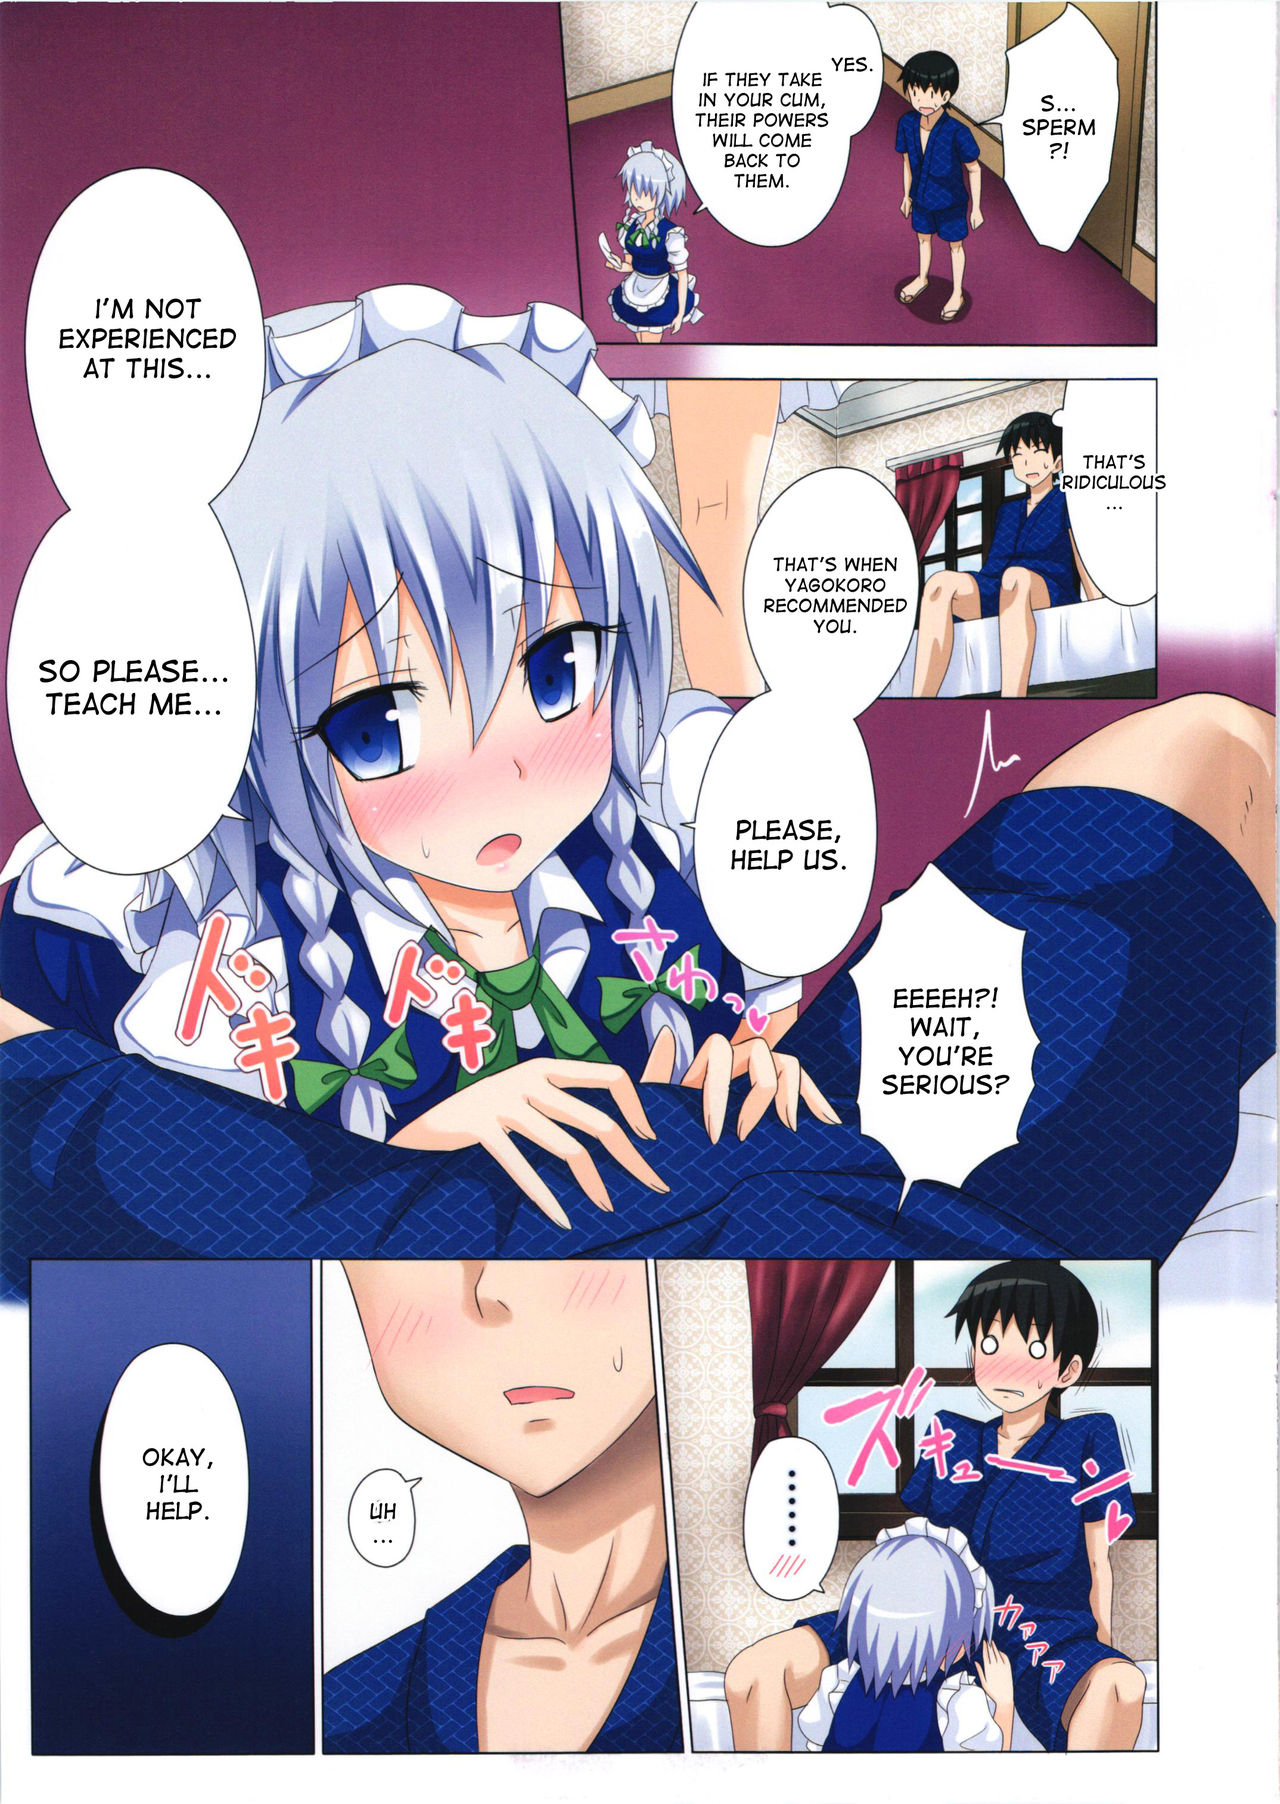 S...
SPERM
?!
YES.
IF THEY TAKE
IN YOUR CUM,
THEIR POWERS
WILL COME
BACK TO
THEM.
THAT'S
RIDICULOUS
...
THAT'S WHEN
YAGOKORO
RECOMMENDED
YOU.
PLEASE,
HELP US.
EEEEH?!
WAIT,
YOU'RE
SERIOUS?
I'M NOT
EXPERIENCED
AT THIS...
SO PLEASE...
TEACH ME...
さわっ
ドキ
ドキ
ズキューーン
......
カァァァ
UH
...
OKAY,
I'LL
HELP.